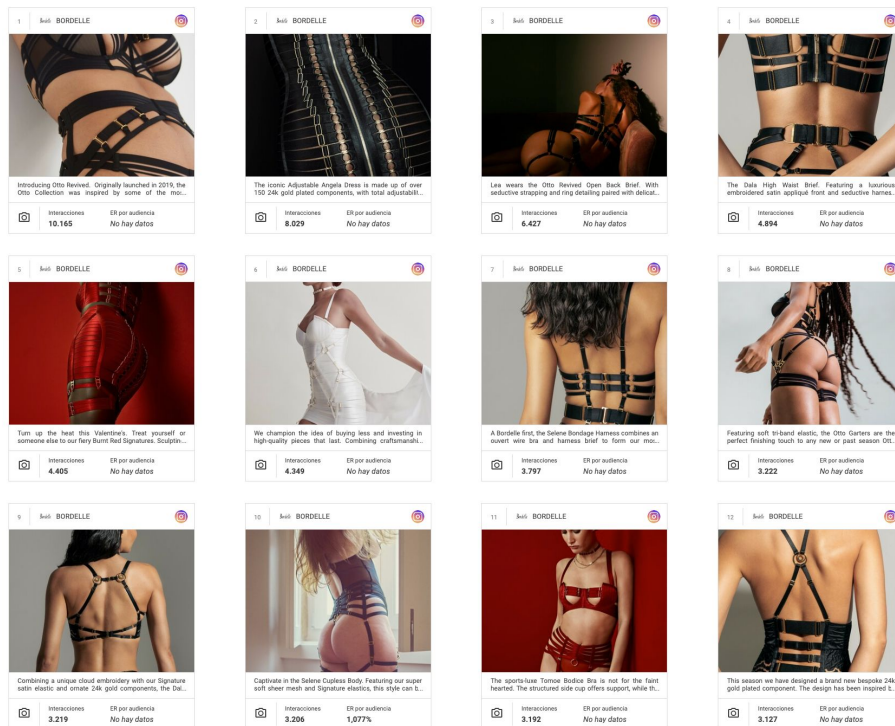 1 BORDELLE
Introducing Otto Revived. Originally launched in 2019, the
Otto Collection was inspired by some of the mo...
Interacciones ER por audiencia
10.165 No hay datos
2 BORDELLE
The iconic Adjustable Angela Dress is made up of over
150 24k gold plated components, with total adjustabili...
Interacciones ER por audiencia
8.029 No hay datos
3 BORDELLE
Lea wears the Otto Revived Open Back Brief. With
seductive strapping and ring detailing paired with delicat...
Interacciones ER por audiencia
6.427 No hay datos
4 BORDELLE
The Dala High Waist Brief. Featuring a luxurious
embroidered satin appliqué front and seductive harnes..
Interacciones ER por audiencia
4.894 No hay datos
5 BORDELLE
Turn up the heat this Valentine's. Treat yourself or
someone else to our fiery Burnt Red Signatures. Sculptin...
Interacciones ER por audiencia
4.405 No hay datos
6 BORDELLE
We champion the idea of buying less and investing in
high-quality pieces that last. Combining craftsmanshi...
Interacciones ER por audiencia
4.349 No hay datos
7 BORDELLE
A Bordelle first, the Selene Bondage Harness combines an
ouvert wire bra and harness brief to form our mo...
Interacciones ER por audiencia
3.797 No hay datos
8 BORDELLE
Featuring soft tri-band elastic, the Otto Garters are the
perfect finishing touch to any new or past season Ott..
Interacciones ER por audiencia
3.222 No hay datos
9 BORDELLE
Combining a unique cloud embroidery with our Signature
satin elastic and ornate 24k gold components, the Dal...
Interacciones ER por audiencia
3.219 No hay datos
10 BORDELLE
Captivate in the Selene Cupless Body. Featuring our super
soft sheer mesh and Signature elastics, this style can b...
Interacciones ER por audiencia
3.206 1,077%
11 BORDELLE
The sports-luxe Tomoe Bodice Bra is not for the faint
hearted. The structured side cup offers support, while th...
Interacciones ER por audiencia
3.192 No hay datos
12 BORDELLE
This season we have designed a brand new bespoke 24k
gold plated component. The design has been inspired b..
Interacciones ER por audiencia
3.127 No hay datos